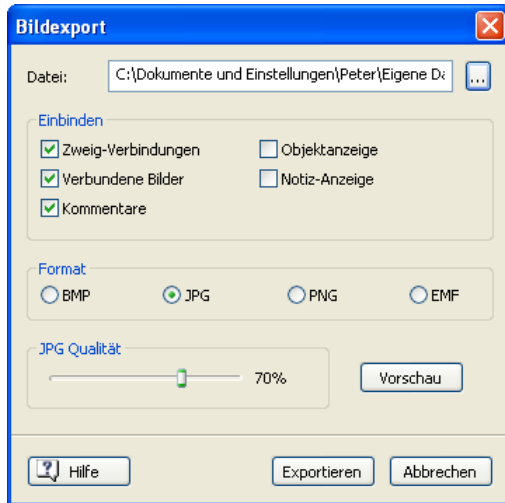 Bildexport
Datei: C:\Dokumente und Einstellungen\Peter\Eigene Da ...
Einbinden
Zweig-Verbindungen Objektanzeige
Verbundene Bilder Notiz-Anzeige
Kommentare
Format
BMP JPG PNG EMF
JPG Qualität
70% Vorschau
Hilfe Exportieren Abbrechen